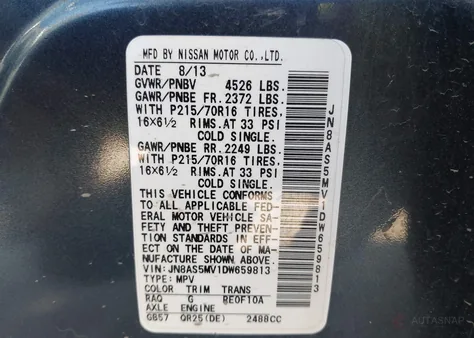 MFD BY NISSAN MOTOR CO.,LTD.
DATE 8/13
GVWR/PNBV 4526 LBS.
GAWR/PNBE FR. 2372 LBS.
WITH P215/70R16 TIRES,
16X6½ RIMS. AT 33 PSI
COLD SINGLE.
GAWR/PNBE RR. 2249 LBS.
WITH P215/70R16 TIRES,
16X6½ RIMS. AT 33 PSI
COLD SINGLE.
THIS VEHICLE CONFORMS
TO ALL APPLICABLE FED-
ERAL MOTOR VEHICLE SA-
FETY AND THEFT PREVEN-
TION STANDARDS IN EFF-
ECT ON THE DATE OF MA-
NUFACTURE SHOWN ABOVE.
VIN: JN8AS5MV1DW659813
TYPE: MPV
COLOR TRIM TRANS
RAQ G RE0F10A
AXLE ENGINE
GB57 QR25(DE) 2488CC
JN8AS5MV1DW659813
AUTASNAP